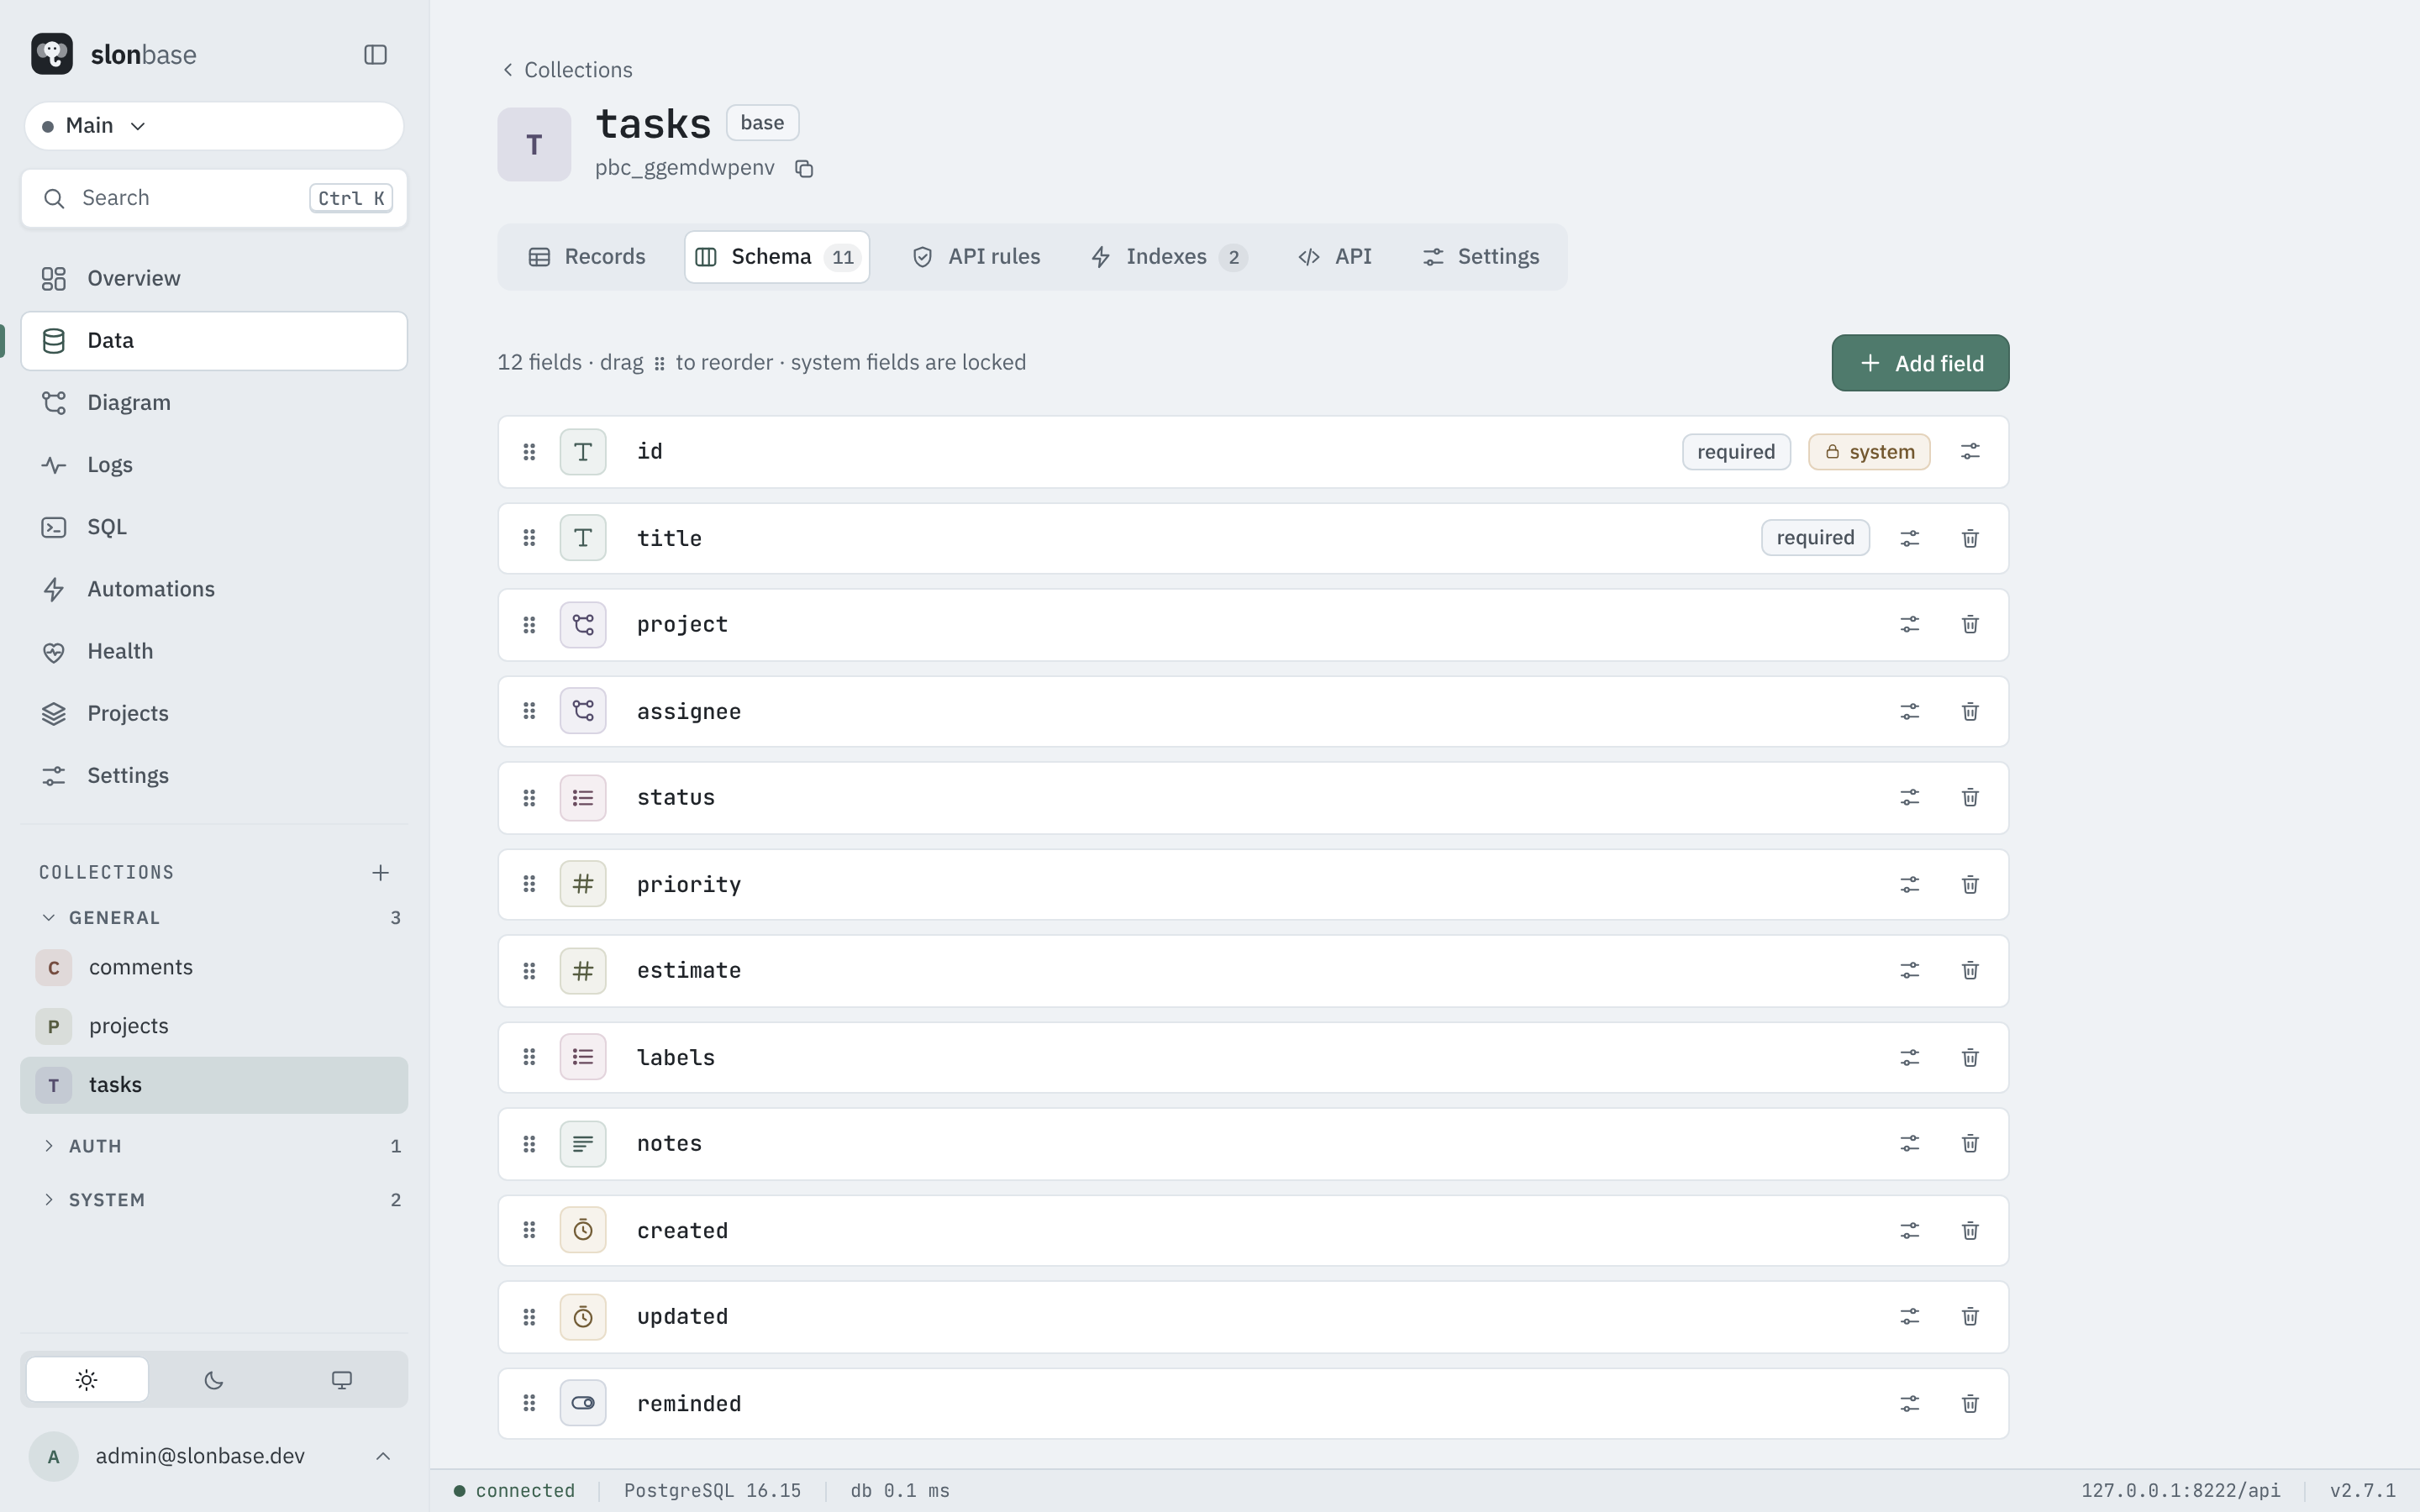 slonbase
Main
Search Ctrl K
Overview
Data
Diagram
Logs
SQL
Automations
Health
Projects
Settings
COLLECTIONS
GENERAL 3
C comments
P projects
T tasks
AUTH 1
SYSTEM 2
A admin@slonbase.dev
Collections
T tasks base
pbc_ggemdwpenv
Records Schema 11 API rules Indexes 2 API Settings
12 fields · drag to reorder · system fields are locked Add field
id required system
title required
project
assignee
status
priority
estimate
labels
notes
created
updated
reminded
connected PostgreSQL 16.15 db 0.1 ms 127.0.0.1:8222/api v2.7.1